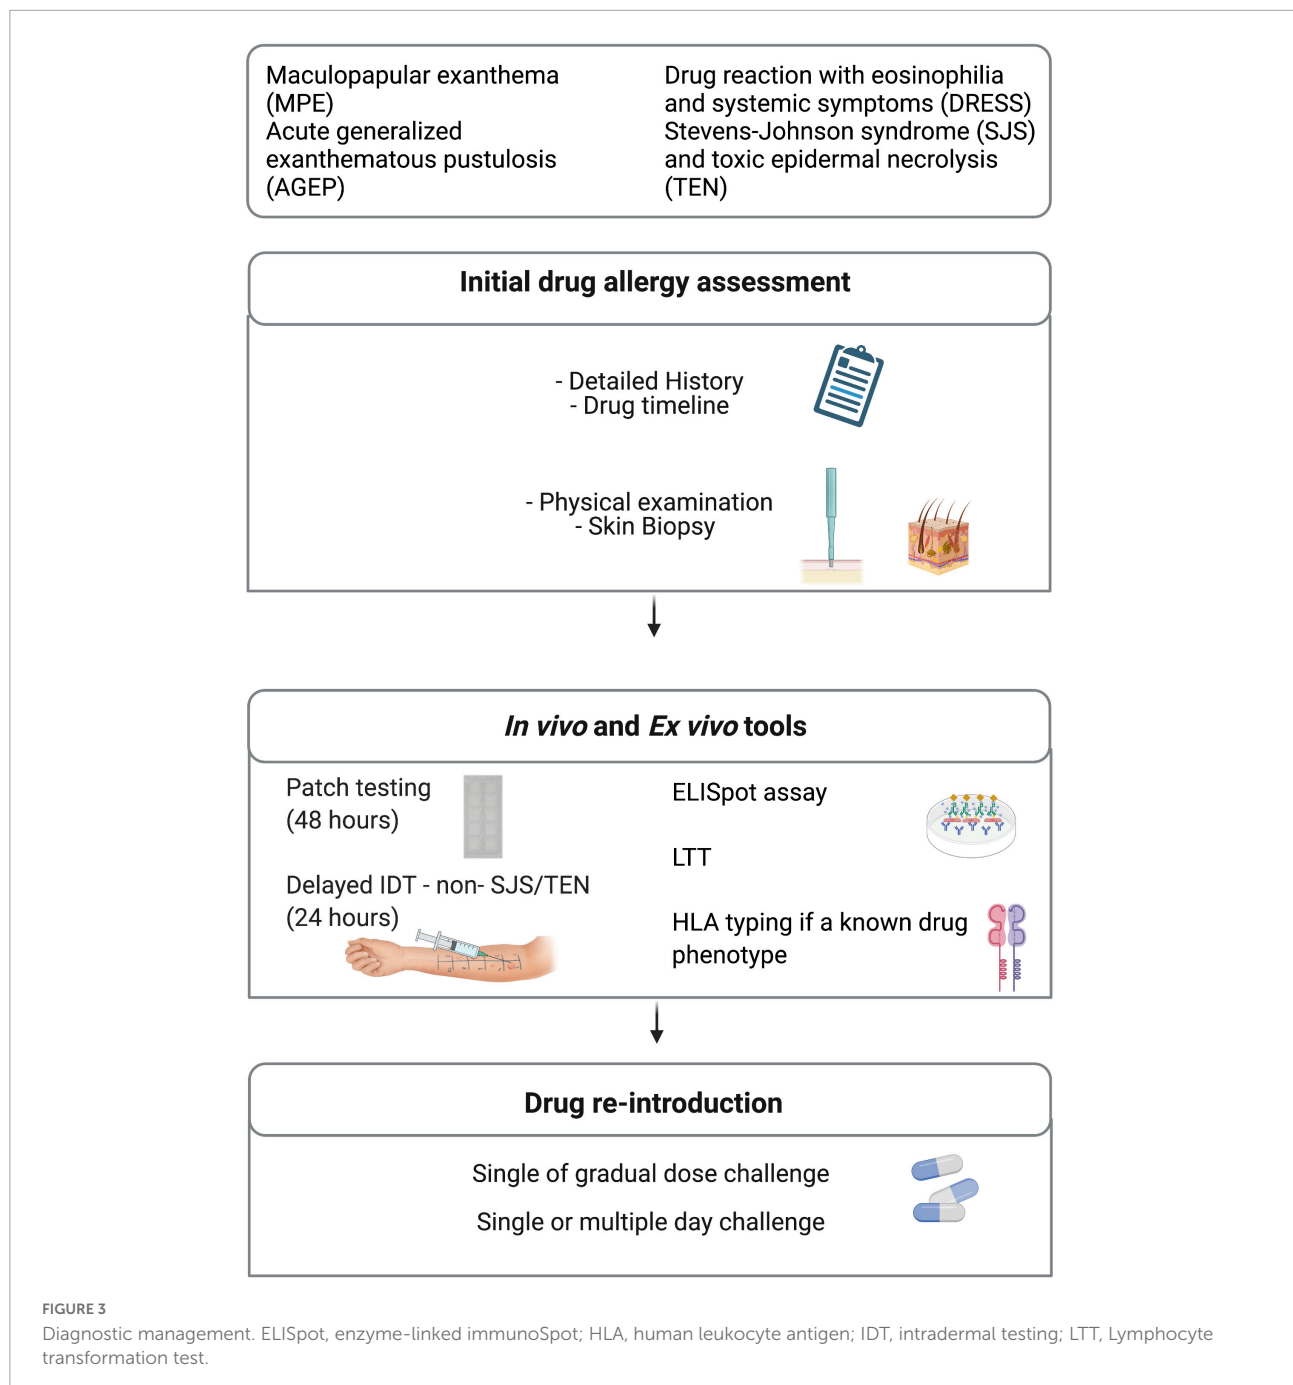 Maculopapular exanthema
(MPE)
Acute generalized
exanthematous pustulosis
(AGEP)
Drug reaction with eosinophilia
and systemic symptoms (DRESS)
Stevens-Johnson syndrome (SJS)
and toxic epidermal necrolysis
(TEN)
Initial drug allergy assessment
- Detailed History
- Drug timeline
- Physical examination
- Skin Biopsy
In vivo and Ex vivo tools
Patch testing
(48 hours)
Delayed IDT - non- SJS/TEN
(24 hours)
ELISpot assay
LTT
HLA typing if a known drug
phenotype
Drug re-introduction
Single of gradual dose challenge
Single or multiple day challenge
FIGURE 3
Diagnostic management. ELISpot, enzyme-linked immunoSpot; HLA, human leukocyte antigen; IDT, intradermal testing; LTT, Lymphocyte
transformation test.